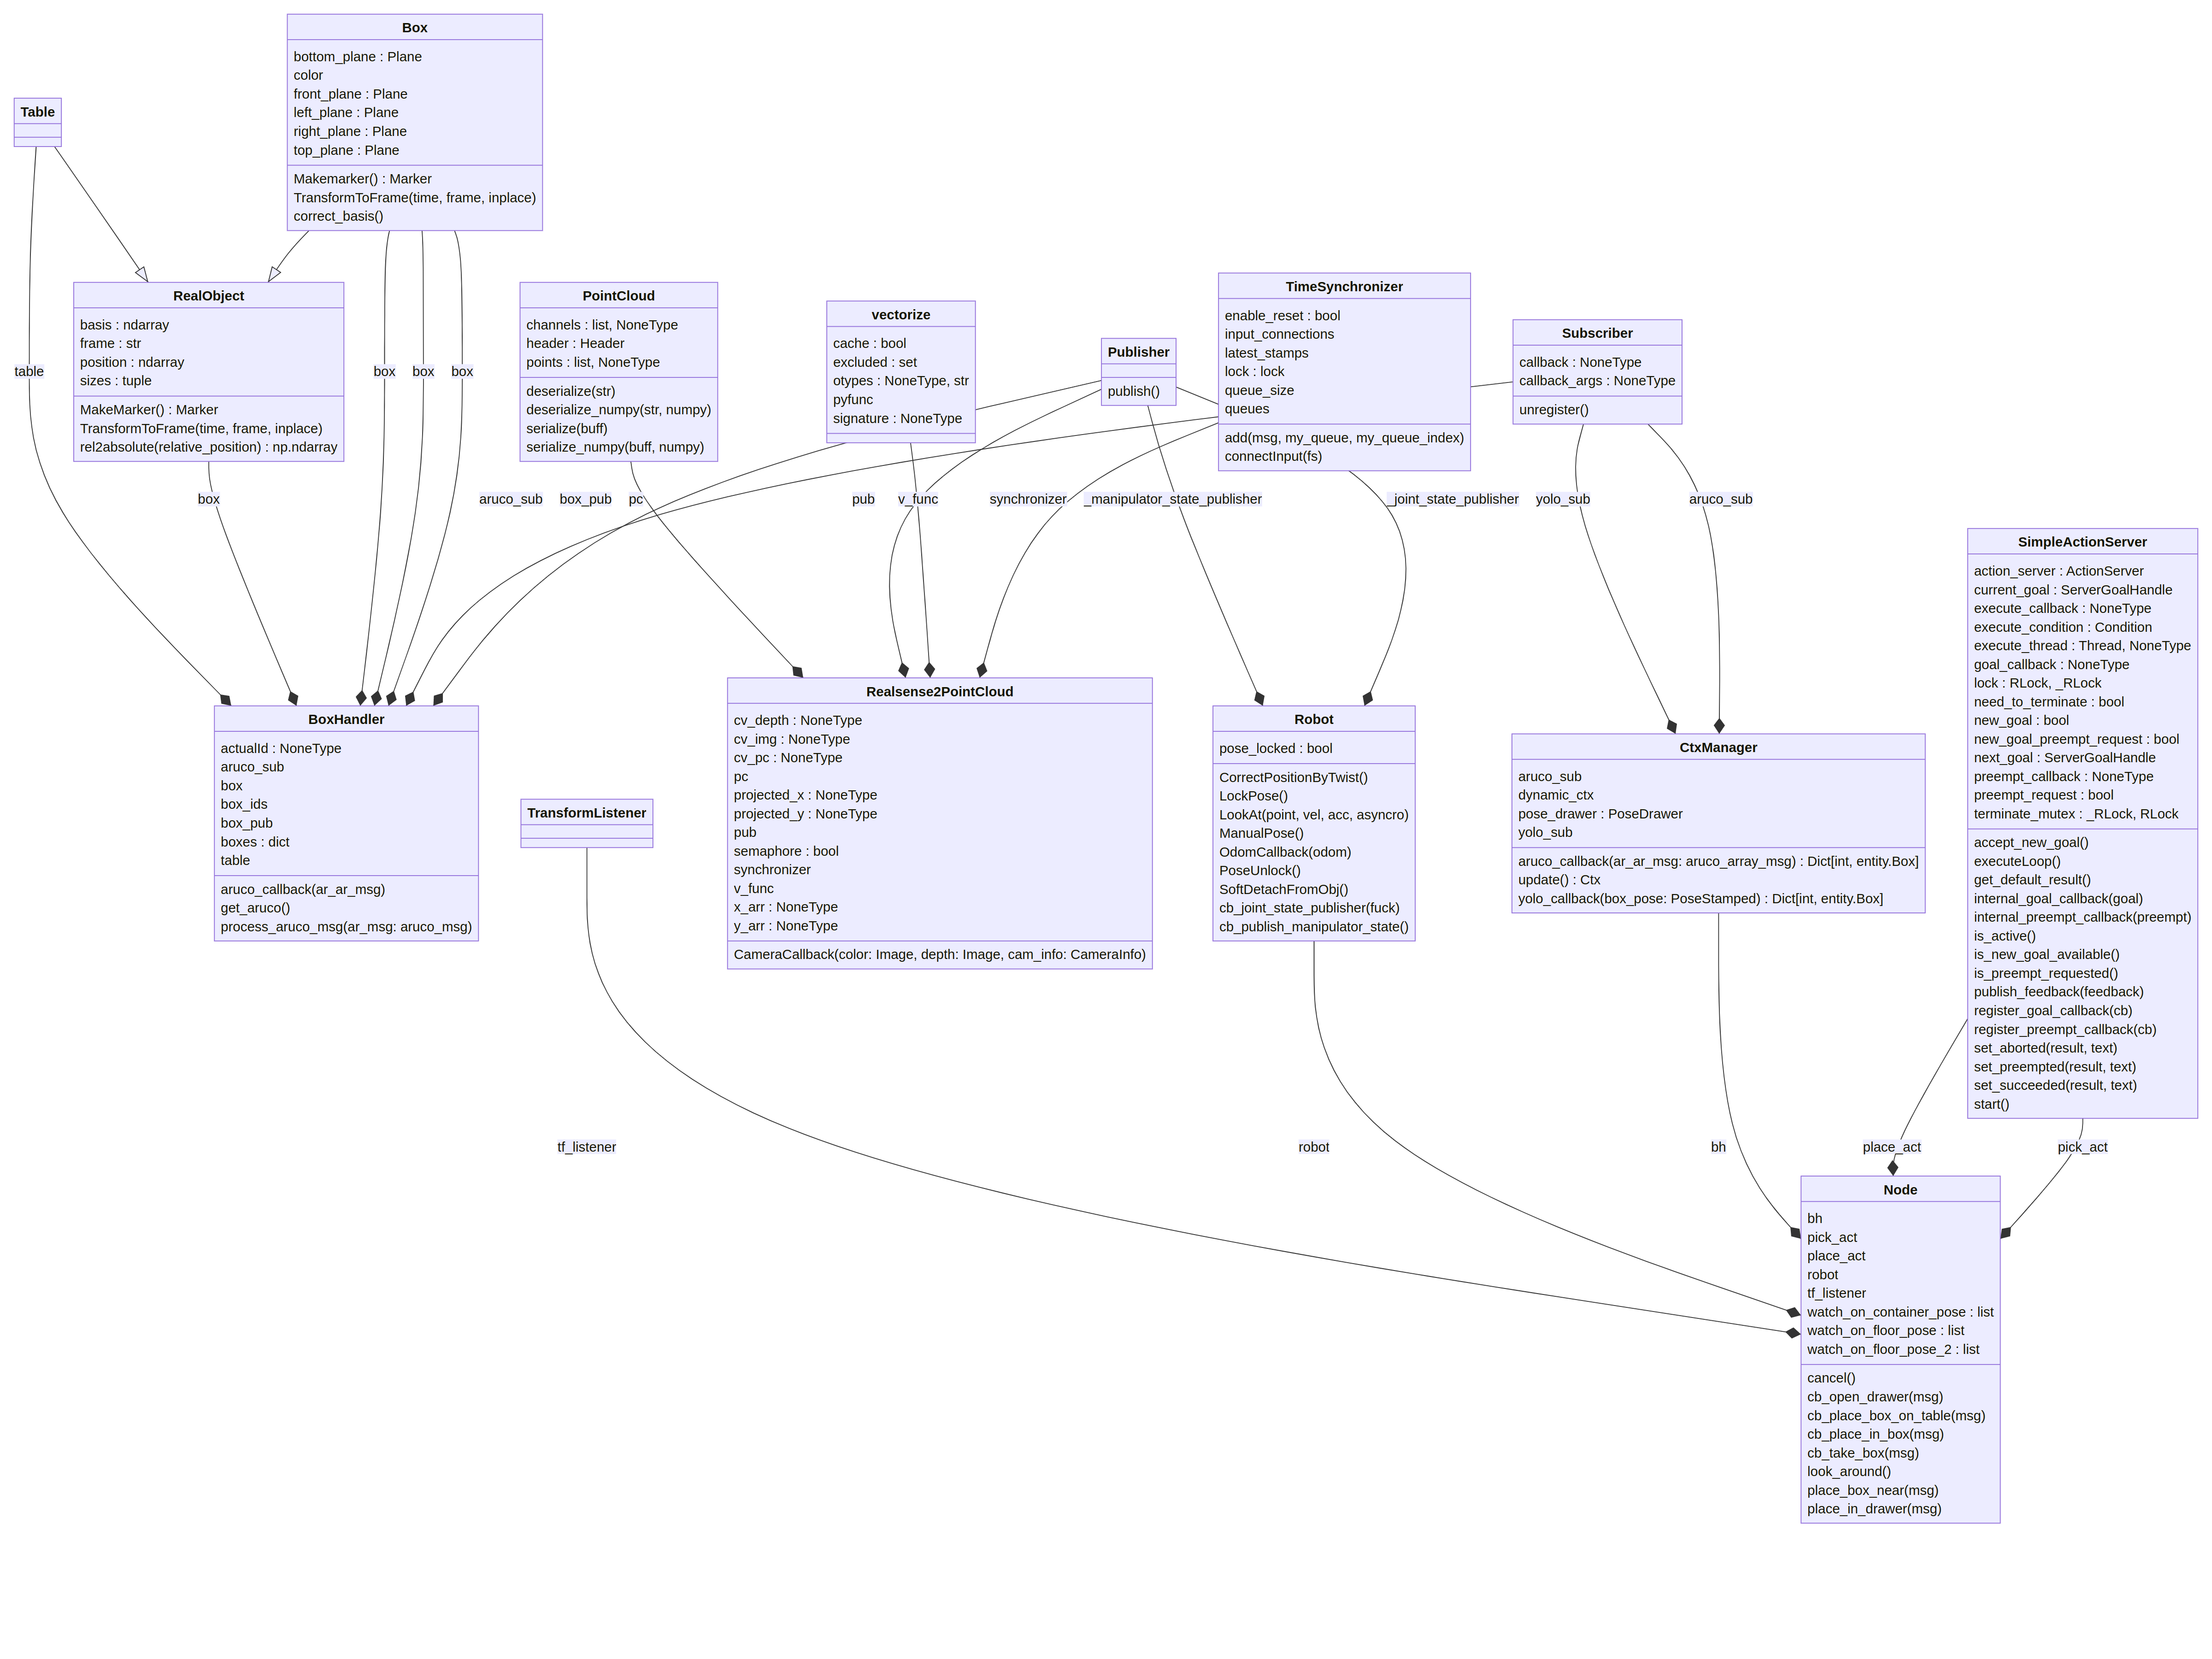 Box
bottom_plane : Plane
color
front_plane : Plane
left_plane : Plane
right_plane : Plane
top_plane : Plane
Makemarker() : Marker
TransformToFrame(time, frame, inplace)
correct_basis()
Table
RealObject
basis : ndarray
frame : str
position : ndarray
sizes : tuple
MakeMarker() : Marker
TransformToFrame(time, frame, inplace)
rel2absolute(relative_position) : np.ndarray
PointCloud
channels : list, NoneType
header : Header
points : list, NoneType
deserialize(str)
deserialize_numpy(str, numpy)
serialize(buff)
serialize_numpy(buff, numpy)
vectorize
cache : bool
excluded : set
otypes : NoneType, str
pyfunc
signature : NoneType
Publisher
publish()
TimeSynchronizer
enable_reset : bool
input_connections
latest_stamps
lock : lock
queue_size
queues
add(msg, my_queue, my_queue_index)
connectInput(fs)
Subscriber
callback : NoneType
callback_args : NoneType
unregister()
table
box
box
box
box
aruco_sub
box_pub
pc
pub
v_func
synchronizer
_manipulator_state_publisher
_joint_state_publisher
yolo_sub
aruco_sub
SimpleActionServer
action_server : ActionServer
current_goal : ServerGoalHandle
execute_callback : NoneType
execute_condition : Condition
execute_thread : Thread, NoneType
goal_callback : NoneType
lock : RLock, _RLock
need_to_terminate : bool
new_goal : bool
new_goal_preempt_request : bool
next_goal : ServerGoalHandle
preempt_callback : NoneType
preempt_request : bool
terminate_mutex : _RLock, RLock
accept_new_goal()
executeLoop()
get_default_result()
internal_goal_callback(goal)
internal_preempt_callback(preempt)
is_active()
is_new_goal_available()
is_preempt_requested()
publish_feedback(feedback)
register_goal_callback(cb)
register_preempt_callback(cb)
set_aborted(result, text)
set_preempted(result, text)
set_succeeded(result, text)
start()
BoxHandler
actualId : NoneType
aruco_sub
box
box_ids
box_pub
boxes : dict
table
aruco_callback(ar_ar_msg)
get_aruco()
process_aruco_msg(ar_msg: aruco_msg)
TransformListener
Realsense2PointCloud
cv_depth : NoneType
cv_img : NoneType
cv_pc : NoneType
pc
projected_x : NoneType
projected_y : NoneType
pub
semaphore : bool
synchronizer
v_func
x_arr : NoneType
y_arr : NoneType
CameraCallback(color: Image, depth: Image, cam_info: CameraInfo)
Robot
pose_locked : bool
CorrectPositionByTwist()
LockPose()
LookAt(point, vel, acc, asyncro)
ManualPose()
OdomCallback(odom)
PoseUnlock()
SoftDetachFromObj()
cb_joint_state_publisher(fuck)
cb_publish_manipulator_state()
CtxManager
aruco_sub
dynamic_ctx
pose_drawer : PoseDrawer
yolo_sub
aruco_callback(ar_ar_msg: aruco_array_msg) : Dict[int, entity.Box]
update() : Ctx
yolo_callback(box_pose: PoseStamped) : Dict[int, entity.Box]
tf_listener
robot
bh
place_act
pick_act
Node
bh
pick_act
place_act
robot
tf_listener
watch_on_container_pose : list
watch_on_floor_pose : list
watch_on_floor_pose_2 : list
cancel()
cb_open_drawer(msg)
cb_place_box_on_table(msg)
cb_place_in_box(msg)
cb_take_box(msg)
look_around()
place_box_near(msg)
place_in_drawer(msg)